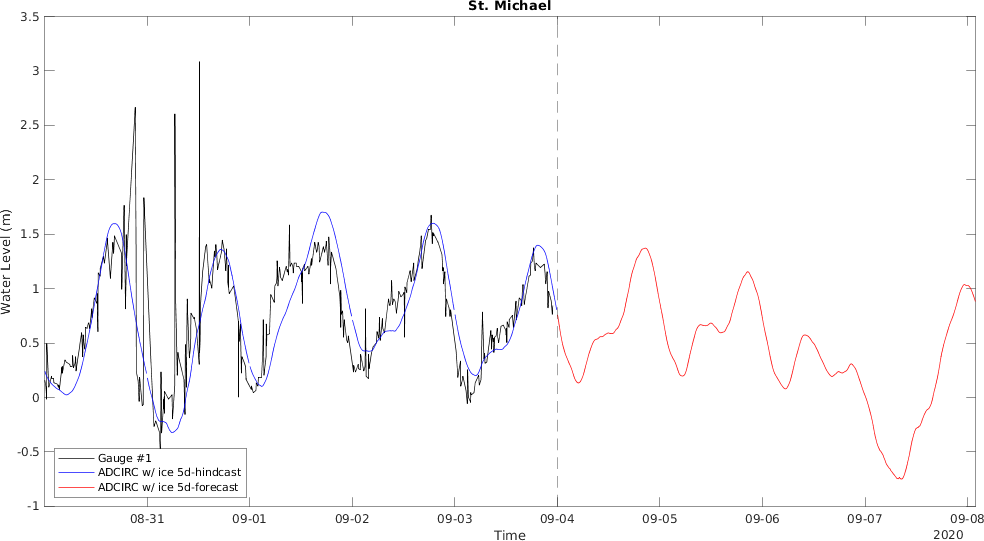 St. Michael
3.5
3
2.5
2
1.5
1
0.5
0
-0.5
-1
Water Level (m)
Gauge #1
ADCIRC w/ ice 5d-hindcast
ADCIRC w/ ice 5d-forecast
08-31 09-01 09-02 09-03 09-04 09-05 09-06 09-07 09-08
Time
2020